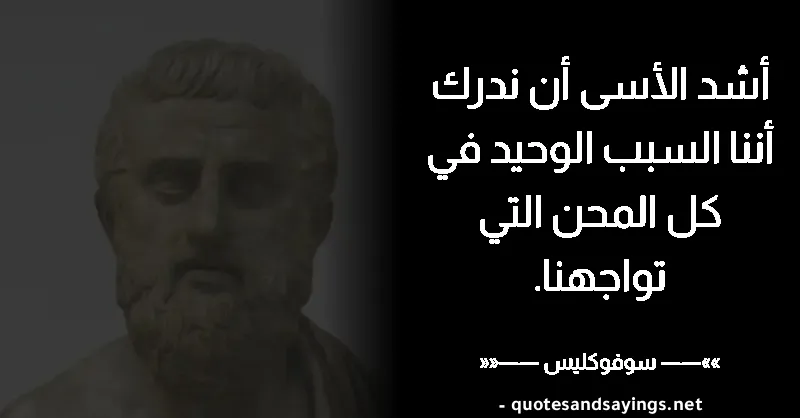 أشد الأسى أن ندرك
أننا السبب الوحيد في
كل المحن التي
تواجهنا.
»»—— سوفوكليس ——««
- quotesandsayings.net